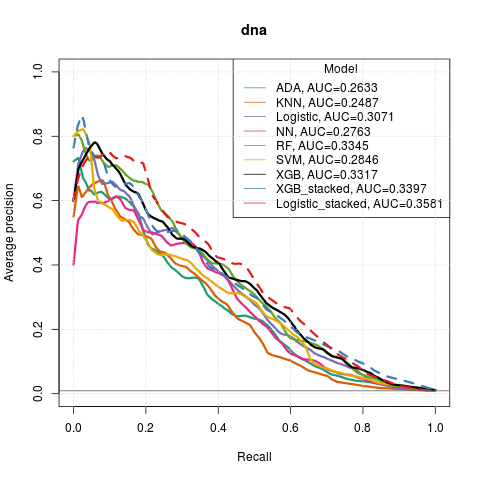 dna
Model
ADA, AUC=0.2633
KNN, AUC=0.2487
Logistic, AUC=0.3071
NN, AUC=0.2763
RF, AUC=0.3345
SVM, AUC=0.2846
XGB, AUC=0.3317
XGB_stacked, AUC=0.3397
Logistic_stacked, AUC=0.3581
Average precision
1.0
0.8
0.6
0.4
0.2
0.0
0.0 0.2 0.4 0.6 0.8 1.0
Recall